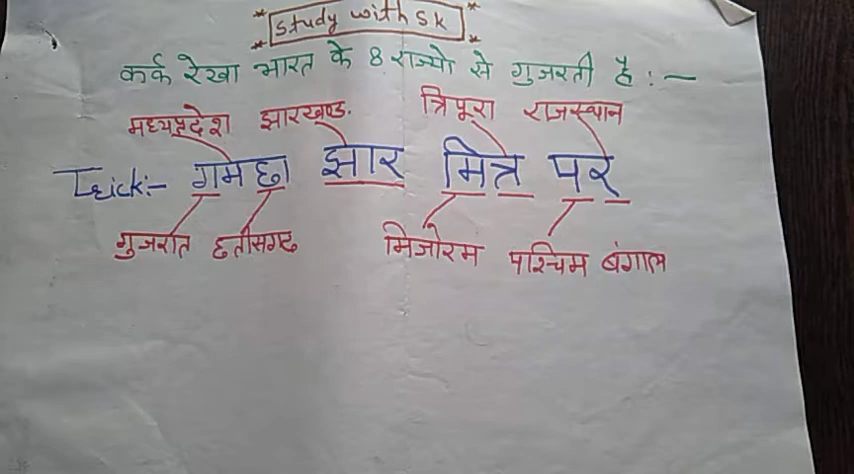 * Study with SK *
* *
कर्क रेखा भारत के 8 राज्यो से गुजरती है : —
मध्यप्रदेश झारखण्ड. त्रिपूरा राजस्थान
Trick:- गमछा झार मित्र परे
गुजरात छत्तीसगढ मिजोरम पश्चिम बंगाल